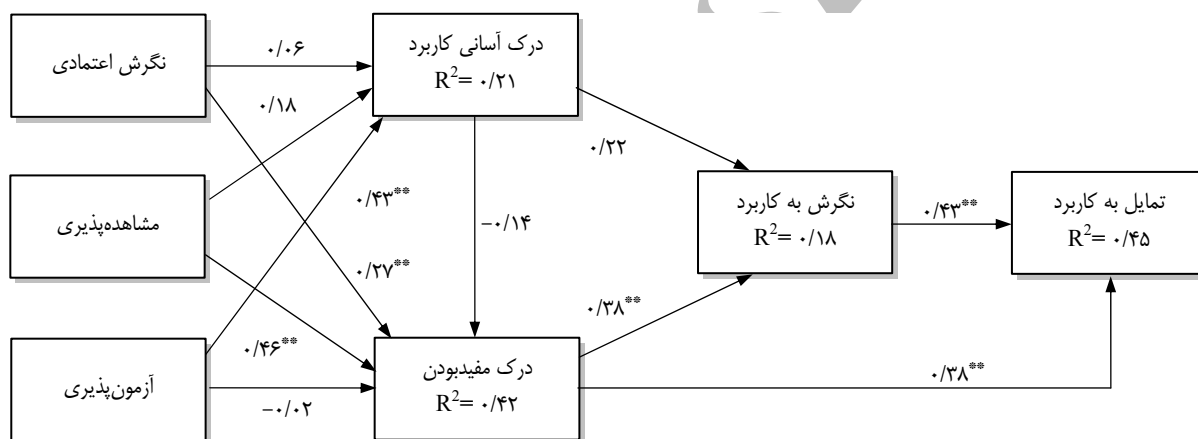 نگرش اعتمادی
۰/۰۶
درک آسانی کاربرد
R²= ۰/۲۱
۰/۱۸
۰/۲۲
مشاهده‌پذیری
۰/۴۳**
−۰/۱۴
نگرش به کاربرد
R²= ۰/۱۸
۰/۴۳**
تمایل به کاربرد
R²= ۰/۴۵
۰/۲۷**
۰/۳۸**
آزمون‌پذیری
۰/۴۶**
−۰/۰۲
درک مفیدبودن
R²= ۰/۴۲
۰/۳۸**